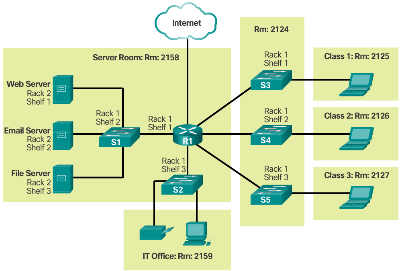 Internet
Server Room: Rm: 2158
Rm: 2124
Web Server
Rack 2
Shelf 1
Email Server
Rack 2
Shelf 2
File Server
Rack 2
Shelf 3
Rack 1
Shelf 2
S1
Rack 1
Shelf 1
R1
Rack 1
Shelf 3
S2
IT Office: Rm: 2159
Rack 1
Shelf 1
S3
Rack 1
Shelf 2
S4
Rack 1
Shelf 3
S5
Class 1: Rm: 2125
Class 2: Rm: 2126
Class 3: Rm: 2127